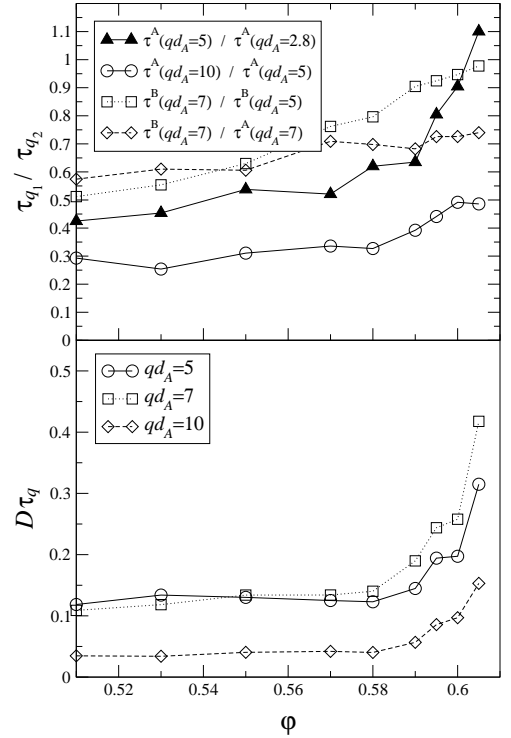 τ^A(qd_A=5) / τ^A(qd_A=2.8)
τ^A(qd_A=10) / τ^A(qd_A=5)
τ^B(qd_A=7) / τ^B(qd_A=5)
τ^B(qd_A=7) / τ^A(qd_A=7)
τ_q1 / τ_q2
1.1
1
0.9
0.8
0.7
0.6
0.5
0.4
0.3
0.2
0.1
0
qd_A=5
qd_A=7
qd_A=10
Dτ_q
0.5
0.4
0.3
0.2
0.1
0
0.52 0.54 0.56 0.58 0.6
φ